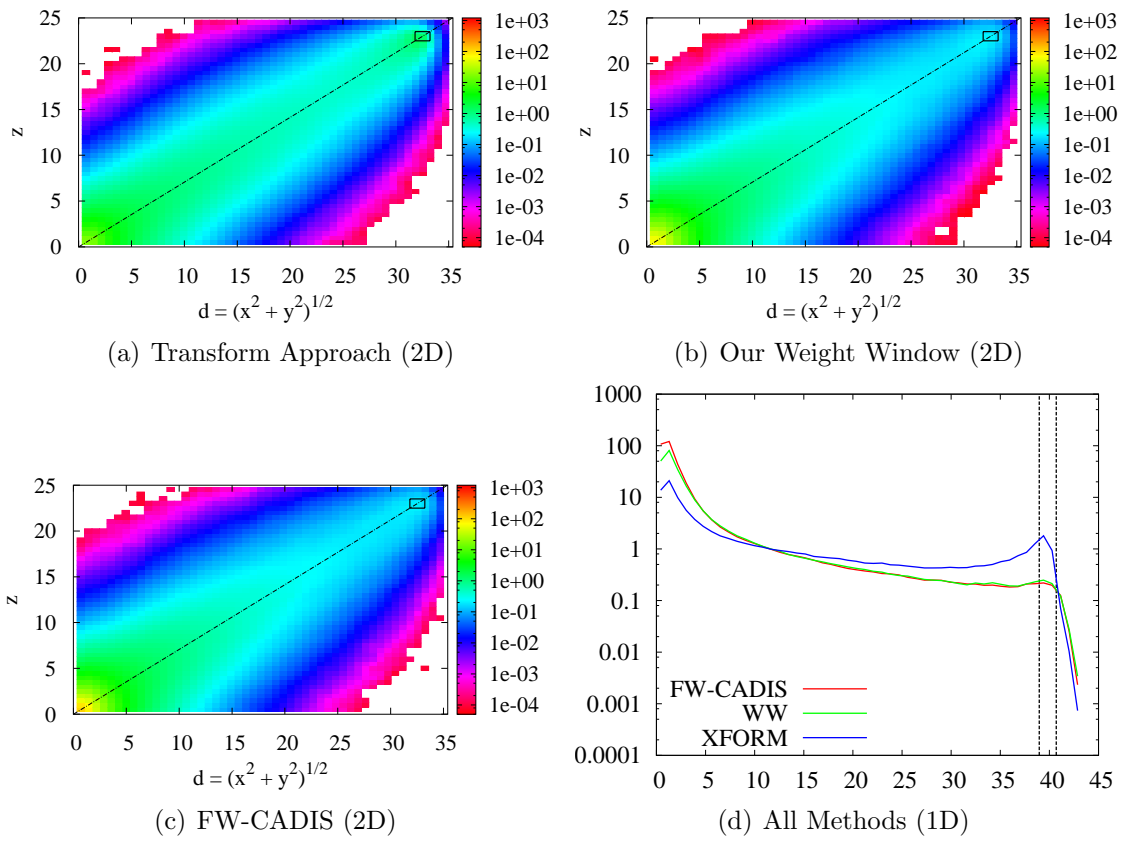 25
20
15
10
5
0
z
0 5 10 15 20 25 30 35
d = (x² + y²)^1/2
1e+03
1e+02
1e+01
1e+00
1e-01
1e-02
1e-03
1e-04
(a) Transform Approach (2D)
25
20
15
10
5
0
z
0 5 10 15 20 25 30 35
d = (x² + y²)^1/2
1e+03
1e+02
1e+01
1e+00
1e-01
1e-02
1e-03
1e-04
(b) Our Weight Window (2D)
25
20
15
10
5
0
z
0 5 10 15 20 25 30 35
d = (x² + y²)^1/2
1e+03
1e+02
1e+01
1e+00
1e-01
1e-02
1e-03
1e-04
(c) FW-CADIS (2D)
1000
100
10
1
0.1
0.01
0.001
0.0001
FW-CADIS
WW
XFORM
0 5 10 15 20 25 30 35 40 45
(d) All Methods (1D)